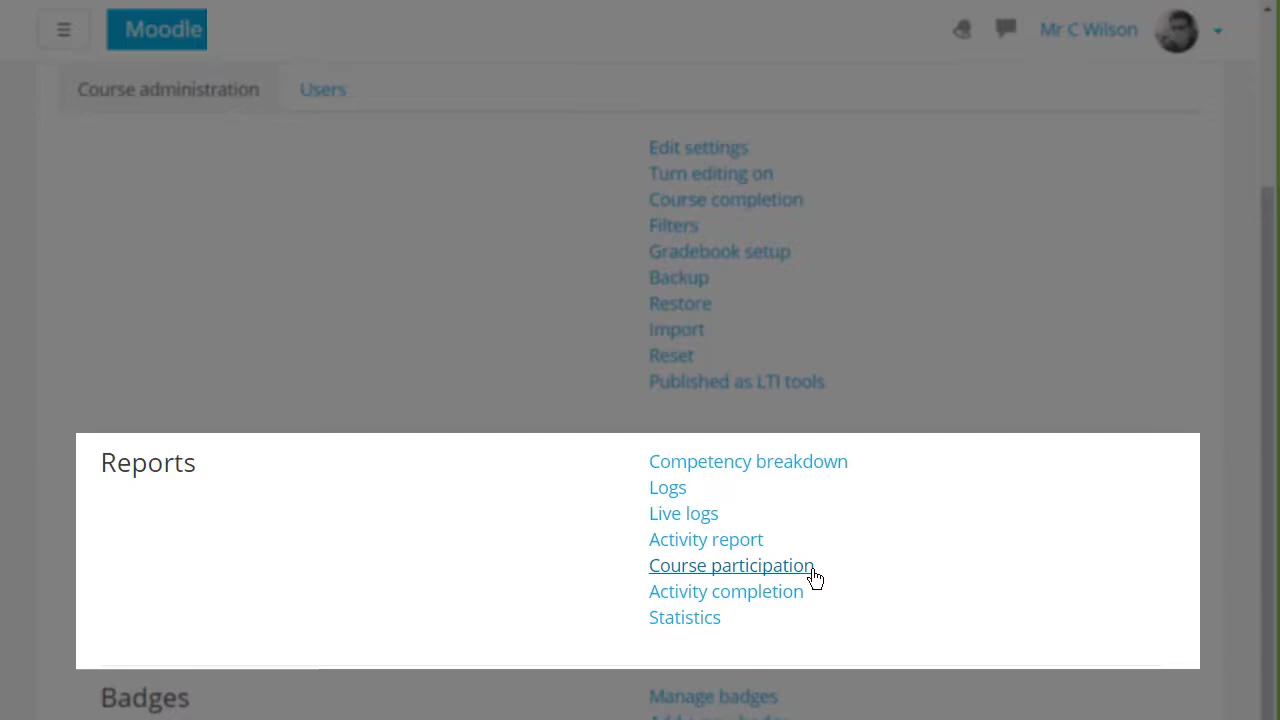 Moodle
Mr C Wilson
Course administration
Users
Edit settings
Turn editing on
Course completion
Filters
Gradebook setup
Backup
Restore
Import
Reset
Published as LTI tools
Reports
Competency breakdown
Logs
Live logs
Activity report
Course participation
Activity completion
Statistics
Badges
Manage badges